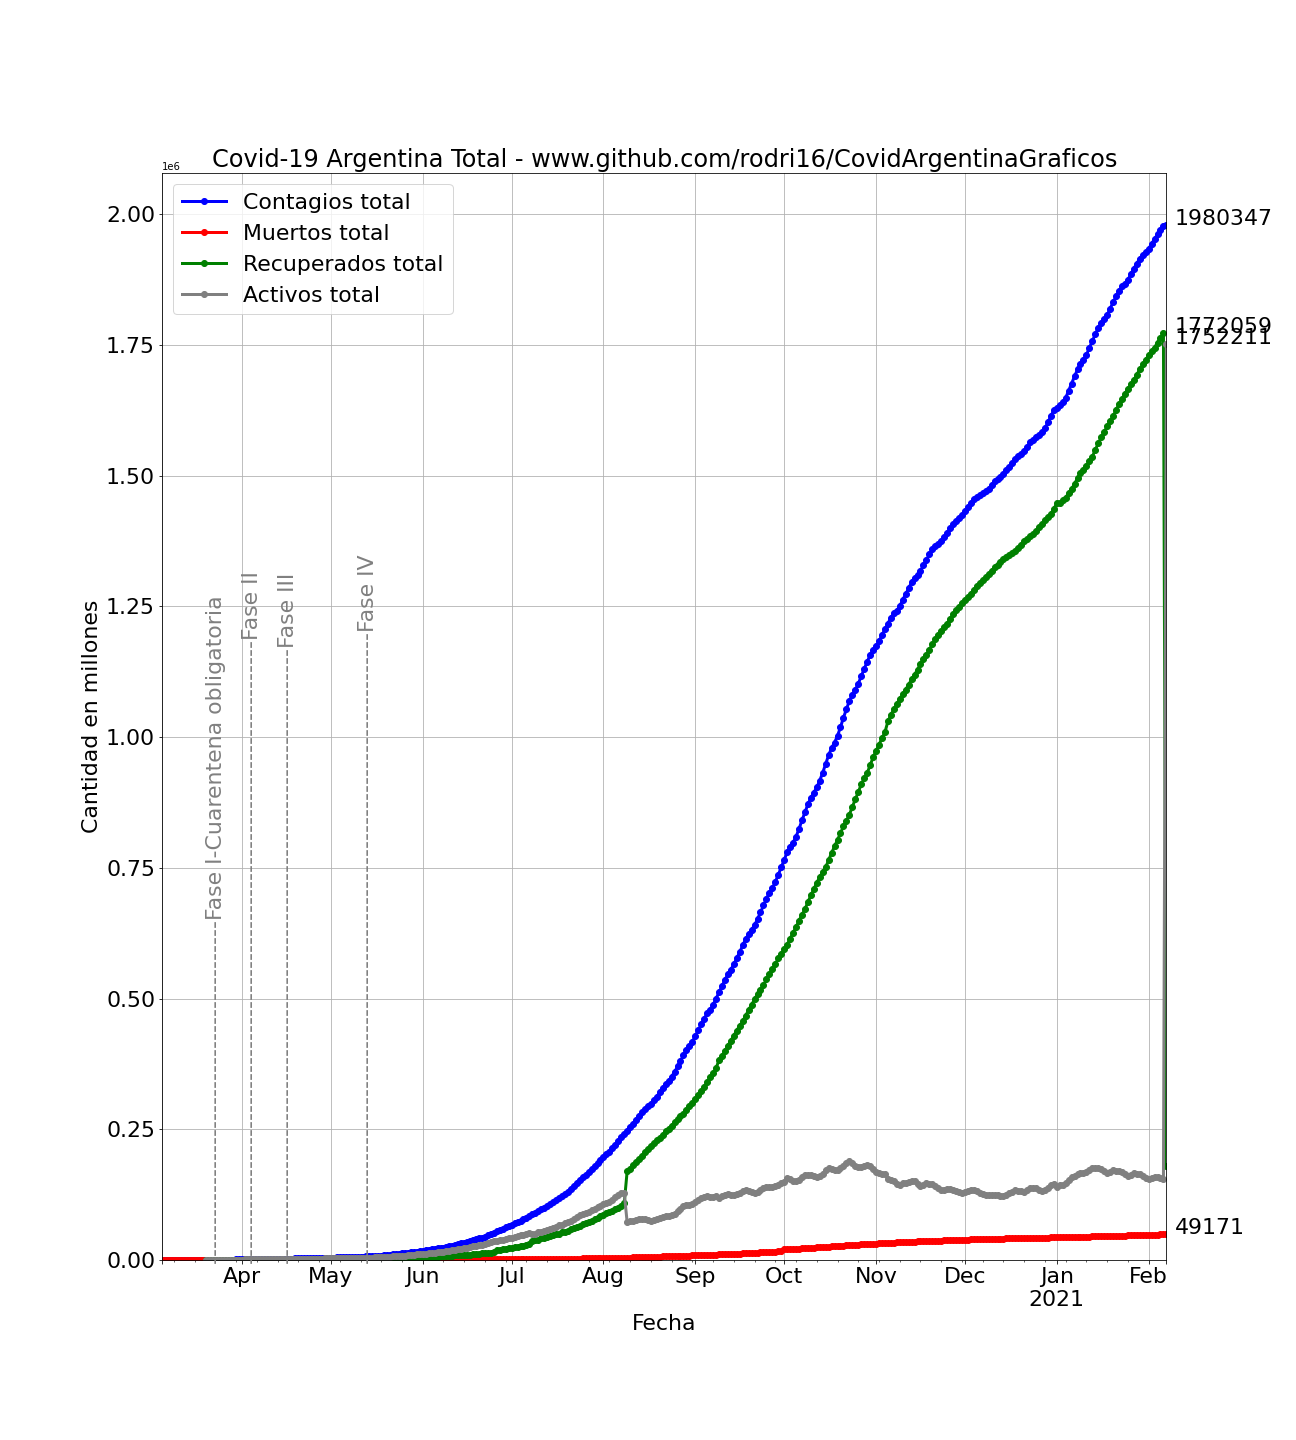 Covid-19 Argentina Total - www.github.com/rodri16/CovidArgentinaGraficos
1e6
Contagios total
Muertos total
Recuperados total
Activos total
2.00
1.75
1.50
1.25
1.00
0.75
0.50
0.25
0.00
Cantidad en millones
Fase I-Cuarentena obligatoria
Fase II
Fase III
Fase IV
1980347
1772059
1752211
49171
Apr May Jun Jul Aug Sep Oct Nov Dec Jan Feb
2021
Fecha